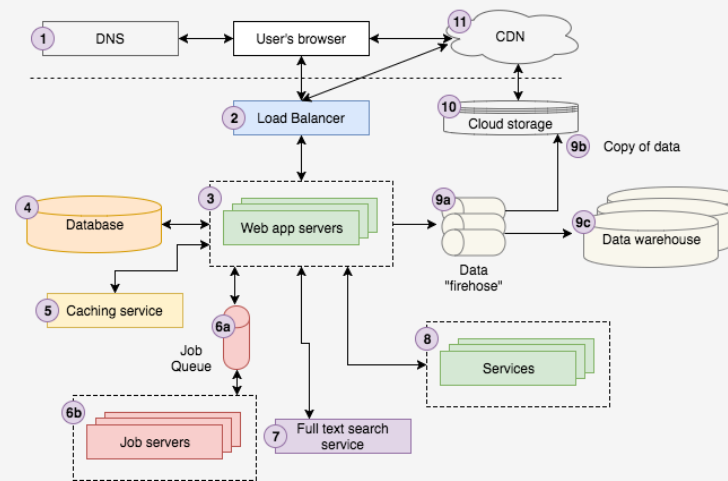 1
DNS
User's browser
11
CDN
2
Load Balancer
10
Cloud storage
9b
Copy of data
3
Web app servers
4
Database
9a
Data
"firehose"
9c
Data warehouse
5
Caching service
6a
Job
Queue
8
Services
6b
Job servers
7
Full text search
service